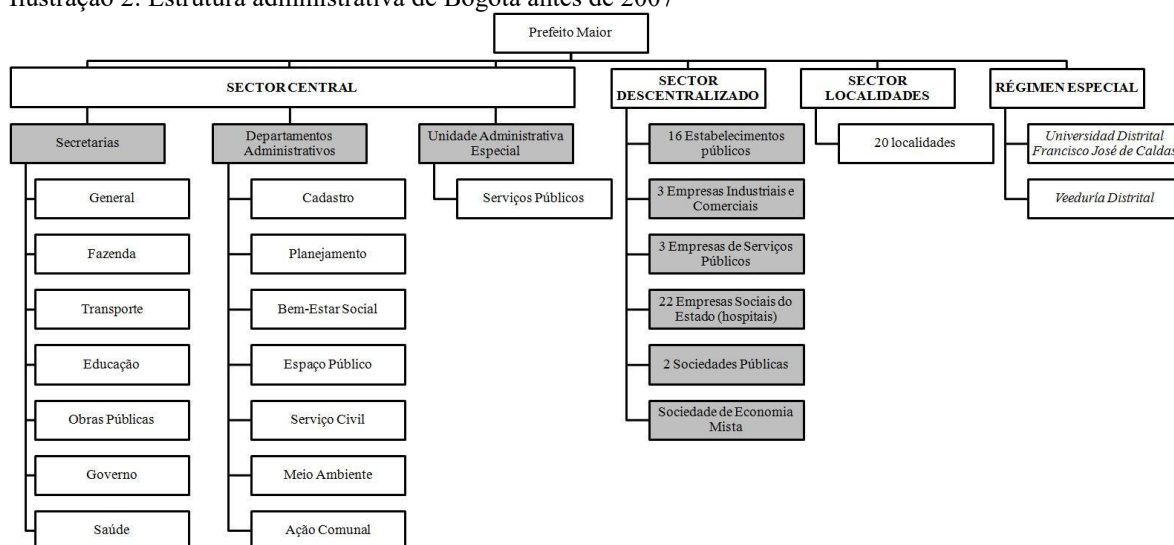 Ilustração 2: Estrutura administrativa de Bogotá antes de 2007
Prefeito Maior
SECTOR CENTRAL
SECTOR
DESCENTRALIZADO
SECTOR
LOCALIDADES
RÉGIMEN ESPECIAL
Secretarias
General
Fazenda
Transporte
Educação
Obras Públicas
Governo
Saúde
Departamentos
Administrativos
Cadastro
Planejamento
Bem-Estar Social
Espaço Público
Serviço Civil
Meio Ambiente
Ação Comunal
Unidade Administrativa
Especial
Serviços Públicos
16 Estabelecimentos
públicos
3 Empresas Industriais e
Comerciais
3 Empresas de Serviços
Públicos
22 Empresas Sociais do
Estado (hospitais)
2 Sociedades Públicas
Sociedade de Economia
Mista
20 localidades
Universidad Distrital
Francisco José de Caldas
Veeduría Distrital